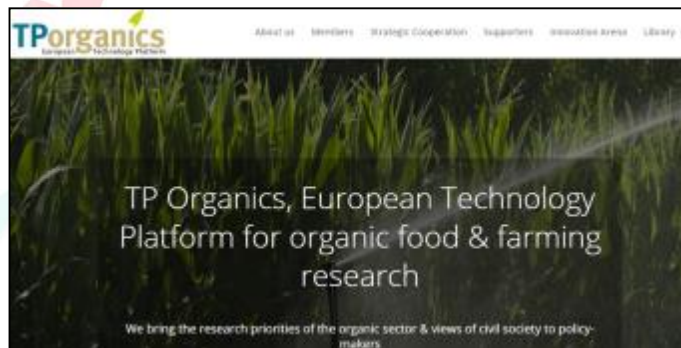 TPorganics
European Technology Platform
About us Members Strategic Cooperation Supporters Innovation Arena Library
TP Organics, European Technology
Platform for organic food & farming
research
We bring the research priorities of the organic sector & views of civil society to policy-
makers